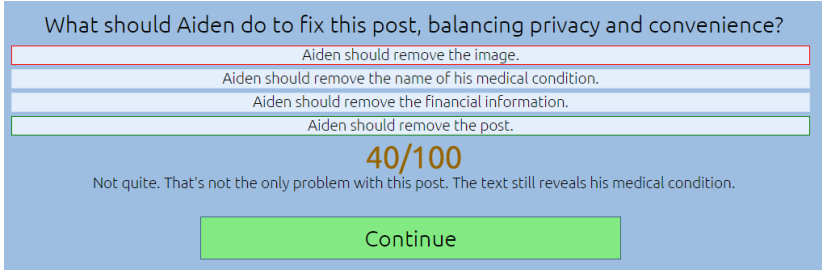 What should Aiden do to fix this post, balancing privacy and convenience?
Aiden should remove the image.
Aiden should remove the name of his medical condition.
Aiden should remove the financial information.
Aiden should remove the post.
40/100
Not quite. That's not the only problem with this post. The text still reveals his medical condition.
Continue